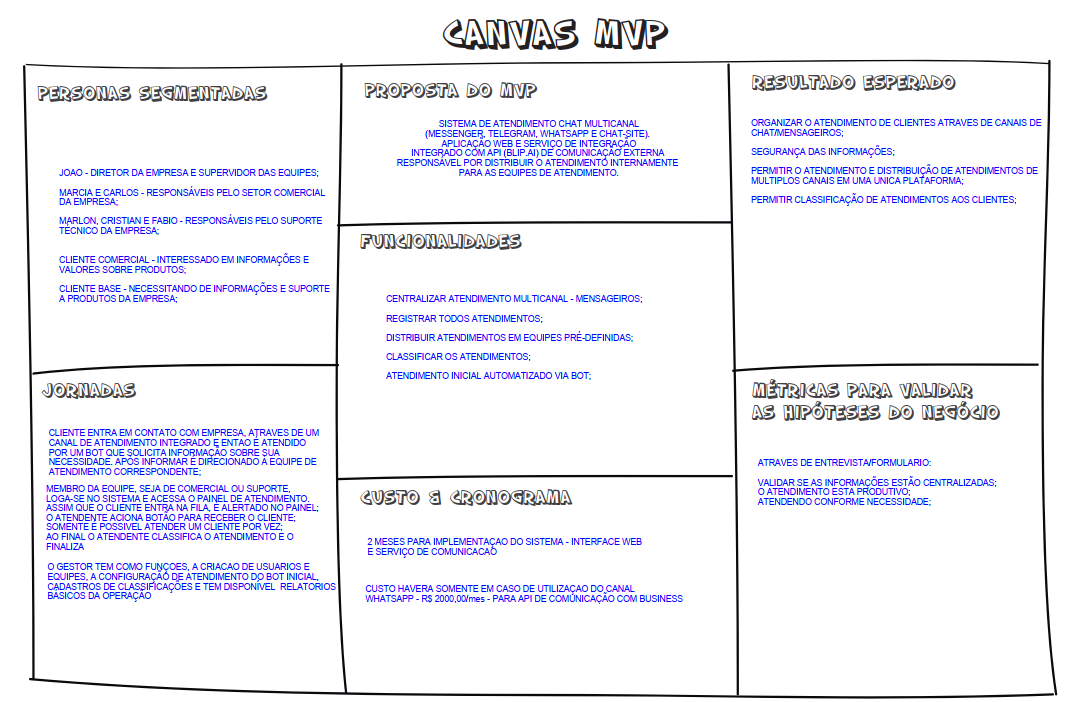 CANVAS MVP
PERSONAS SEGMENTADAS
JOAO - DIRETOR DA EMPRESA E SUPERVIDOR DAS EQUIPES;
MARCIA E CARLOS - RESPONSÁVEIS PELO SETOR COMERCIAL
DA EMPRESA;
MARLON, CRISTIAN E FABIO - RESPONSÁVEIS PELO SUPORTE
TÉCNICO DA EMPRESA;
CLIENTE COMERCIAL - INTERESSADO EM INFORMAÇÕES E
VALORES SOBRE PRODUTOS;
CLIENTE BASE - NECESSITANDO DE INFORMAÇÕES E SUPORTE
A PRODUTOS DA EMPRESA;
JORNADAS
CLIENTE ENTRA EM CONTATO COM EMPRESA, ATRAVES DE UM
CANAL DE ATENDIMENTO INTEGRADO E ENTAO É ATENDIDO
POR UM BOT QUE SOLICITA INFORMAÇÃO SOBRE SUA
NECESSIDADE. APÓS INFORMAR É DIRECIONADO À EQUIPE DE
ATENDIMENTO CORRESPONDENTE;
MEMBRO DA EQUIPE, SEJA DE COMERCIAL OU SUPORTE,
LOGA-SE NO SISTEMA E ACESSA O PAINEL DE ATENDIMENTO.
ASSIM QUE O CLIENTE ENTRA NA FILA, É ALERTADO NO PAINEL;
O ATENDENTE ACIONA BOTÃO PARA RECEBER O CLIENTE;
SOMENTE É POSSIVEL ATENDER UM CLIENTE POR VEZ;
AO FINAL O ATENDENTE CLASSIFICA O ATENDIMENTO E O
FINALIZA
O GESTOR TEM COMO FUNÇOES, A CRIACAO DE USUARIOS E
EQUIPES, A CONFIGURAÇÃO DE ATENDIMENTO DO BOT INICIAL,
CADASTROS DE CLASSIFICAÇÕES E TEM DISPONÍVEL RELATORIOS
BÁSICOS DA OPERAÇÃO
PROPOSTA DO MVP
SISTEMA DE ATENDIMENTO CHAT MULTICANAL
(MESSENGER, TELEGRAM, WHATSAPP E CHAT-SITE).
APLICAÇÃO WEB E SERVIÇO DE INTEGRAÇÃO
INTEGRADO COM API (BLIP.AI) DE COMUNICAÇÃO EXTERNA
RESPONSÁVEL POR DISTRIBUIR O ATENDIMENTO INTERNAMENTE
PARA AS EQUIPES DE ATENDIMENTO.
FUNCIONALIDADES
CENTRALIZAR ATENDIMENTO MULTICANAL - MENSAGEIROS;
REGISTRAR TODOS ATENDIMENTOS;
DISTRIBUIR ATENDIMENTOS EM EQUIPES PRÉ-DEFINIDAS;
CLASSIFICAR OS ATENDIMENTOS;
ATENDIMENTO INICIAL AUTOMATIZADO VIA BOT;
CUSTO & CRONOGRAMA
2 MESES PARA IMPLEMENTAÇAO DO SISTEMA - INTERFACE WEB
E SERVIÇO DE COMUNICACAO
CUSTO HAVERA SOMENTE EM CASO DE UTILIZAÇAO DO CANAL
WHATSAPP - R$ 2000,00/mes - PARA API DE COMUNICAÇÃO COM BUSINESS
RESULTADO ESPERADO
ORGANIZAR O ATENDIMENTO DE CLIENTES ATRAVES DE CANAIS DE
CHAT/MENSAGEIROS;
SEGURANÇA DAS INFORMAÇÕES;
PERMITIR O ATENDIMENTO E DISTRIBUIÇÃO DE ATENDIMENTOS DE
MULTIPLOS CANAIS EM UMA UNICA PLATAFORMA;
PERMITIR CLASSIFICAÇÃO DE ATENDIMENTOS AOS CLIENTES;
MÉTRICAS PARA VALIDAR
AS HIPÓTESES DO NEGÓCIO
ATRAVES DE ENTREVISTA/FORMULARIO:
VALIDAR SE AS INFORMAÇÕES ESTÃO CENTRALIZADAS;
O ATENDIMENTO ESTA PRODUTIVO;
ATENDENDO CONFORME NECESSIDADE;